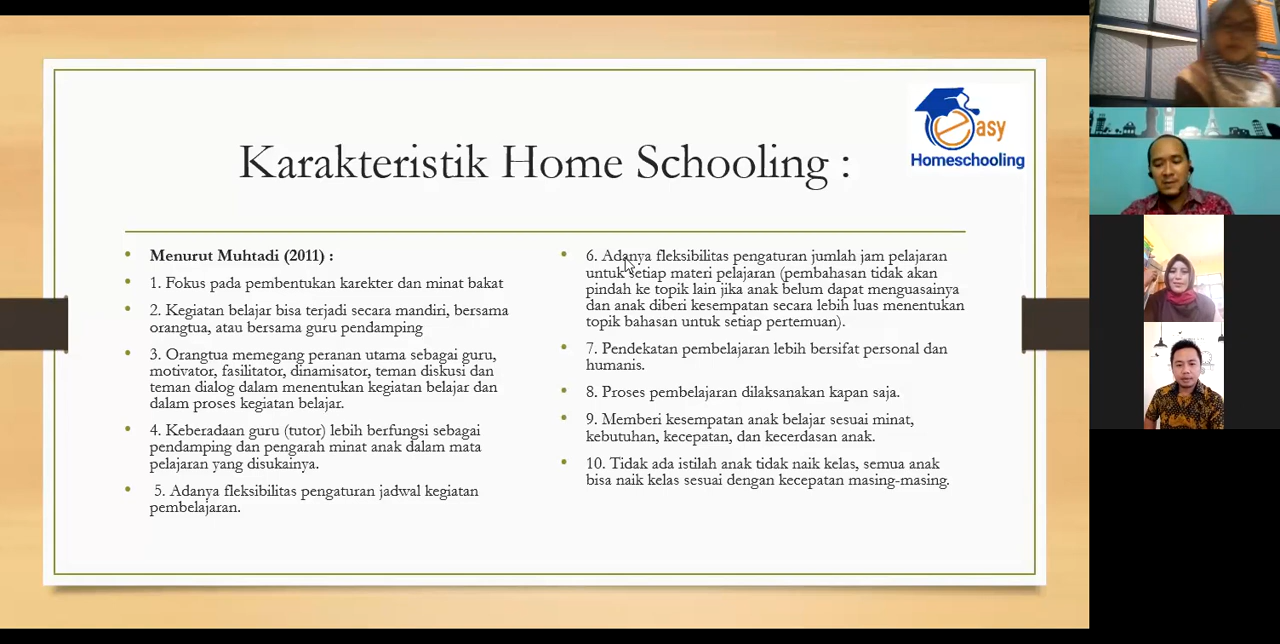 easy
Homeschooling
Karakteristik Home Schooling :
Menurut Muhtadi (2011) :
1. Fokus pada pembentukan karekter dan minat bakat
2. Kegiatan belajar bisa terjadi secara mandiri, bersama
orangtua, atau bersama guru pendamping
3. Orangtua memegang peranan utama sebagai guru,
motivator, fasilitator, dinamisator, teman diskusi dan
teman dialog dalam menentukan kegiatan belajar dan
dalam proses kegiatan belajar.
4. Keberadaan guru (tutor) lebih berfungsi sebagai
pendamping dan pengarah minat anak dalam mata
pelajaran yang disukainya.
5. Adanya fleksibilitas pengaturan jadwal kegiatan
pembelajaran.
6. Adanya fleksibilitas pengaturan jumlah jam pelajaran
untuk setiap materi pelajaran (pembahasan tidak akan
pindah ke topik lain jika anak belum dapat menguasainya
dan anak diberi kesempatan secara lebih luas menentukan
topik bahasan untuk setiap pertemuan).
7. Pendekatan pembelajaran lebih bersifat personal dan
humanis.
8. Proses pembelajaran dilaksanakan kapan saja.
9. Memberi kesempatan anak belajar sesuai minat,
kebutuhan, kecepatan, dan kecerdasan anak.
10. Tidak ada istilah anak tidak naik kelas, semua anak
bisa naik kelas sesuai dengan kecepatan masing-masing.